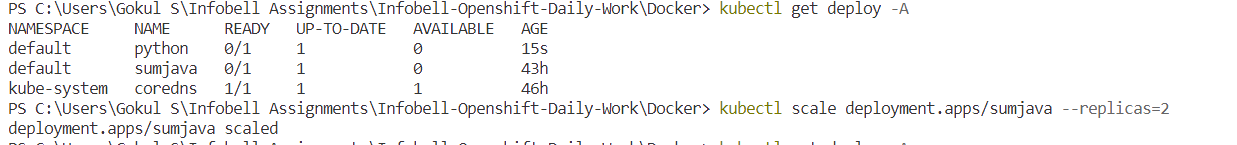 PS C:\Users\Gokul S\Infobell Assignments\Infobell-Openshift-Daily-Work\Docker> kubectl get deploy -A
NAMESPACE NAME READY UP-TO-DATE AVAILABLE AGE
default python 0/1 1 0 15s
default sumjava 0/1 1 0 43h
kube-system coredns 1/1 1 1 46h
PS C:\Users\Gokul S\Infobell Assignments\Infobell-Openshift-Daily-Work\Docker> kubectl scale deployment.apps/sumjava --replicas=2
deployment.apps/sumjava scaled